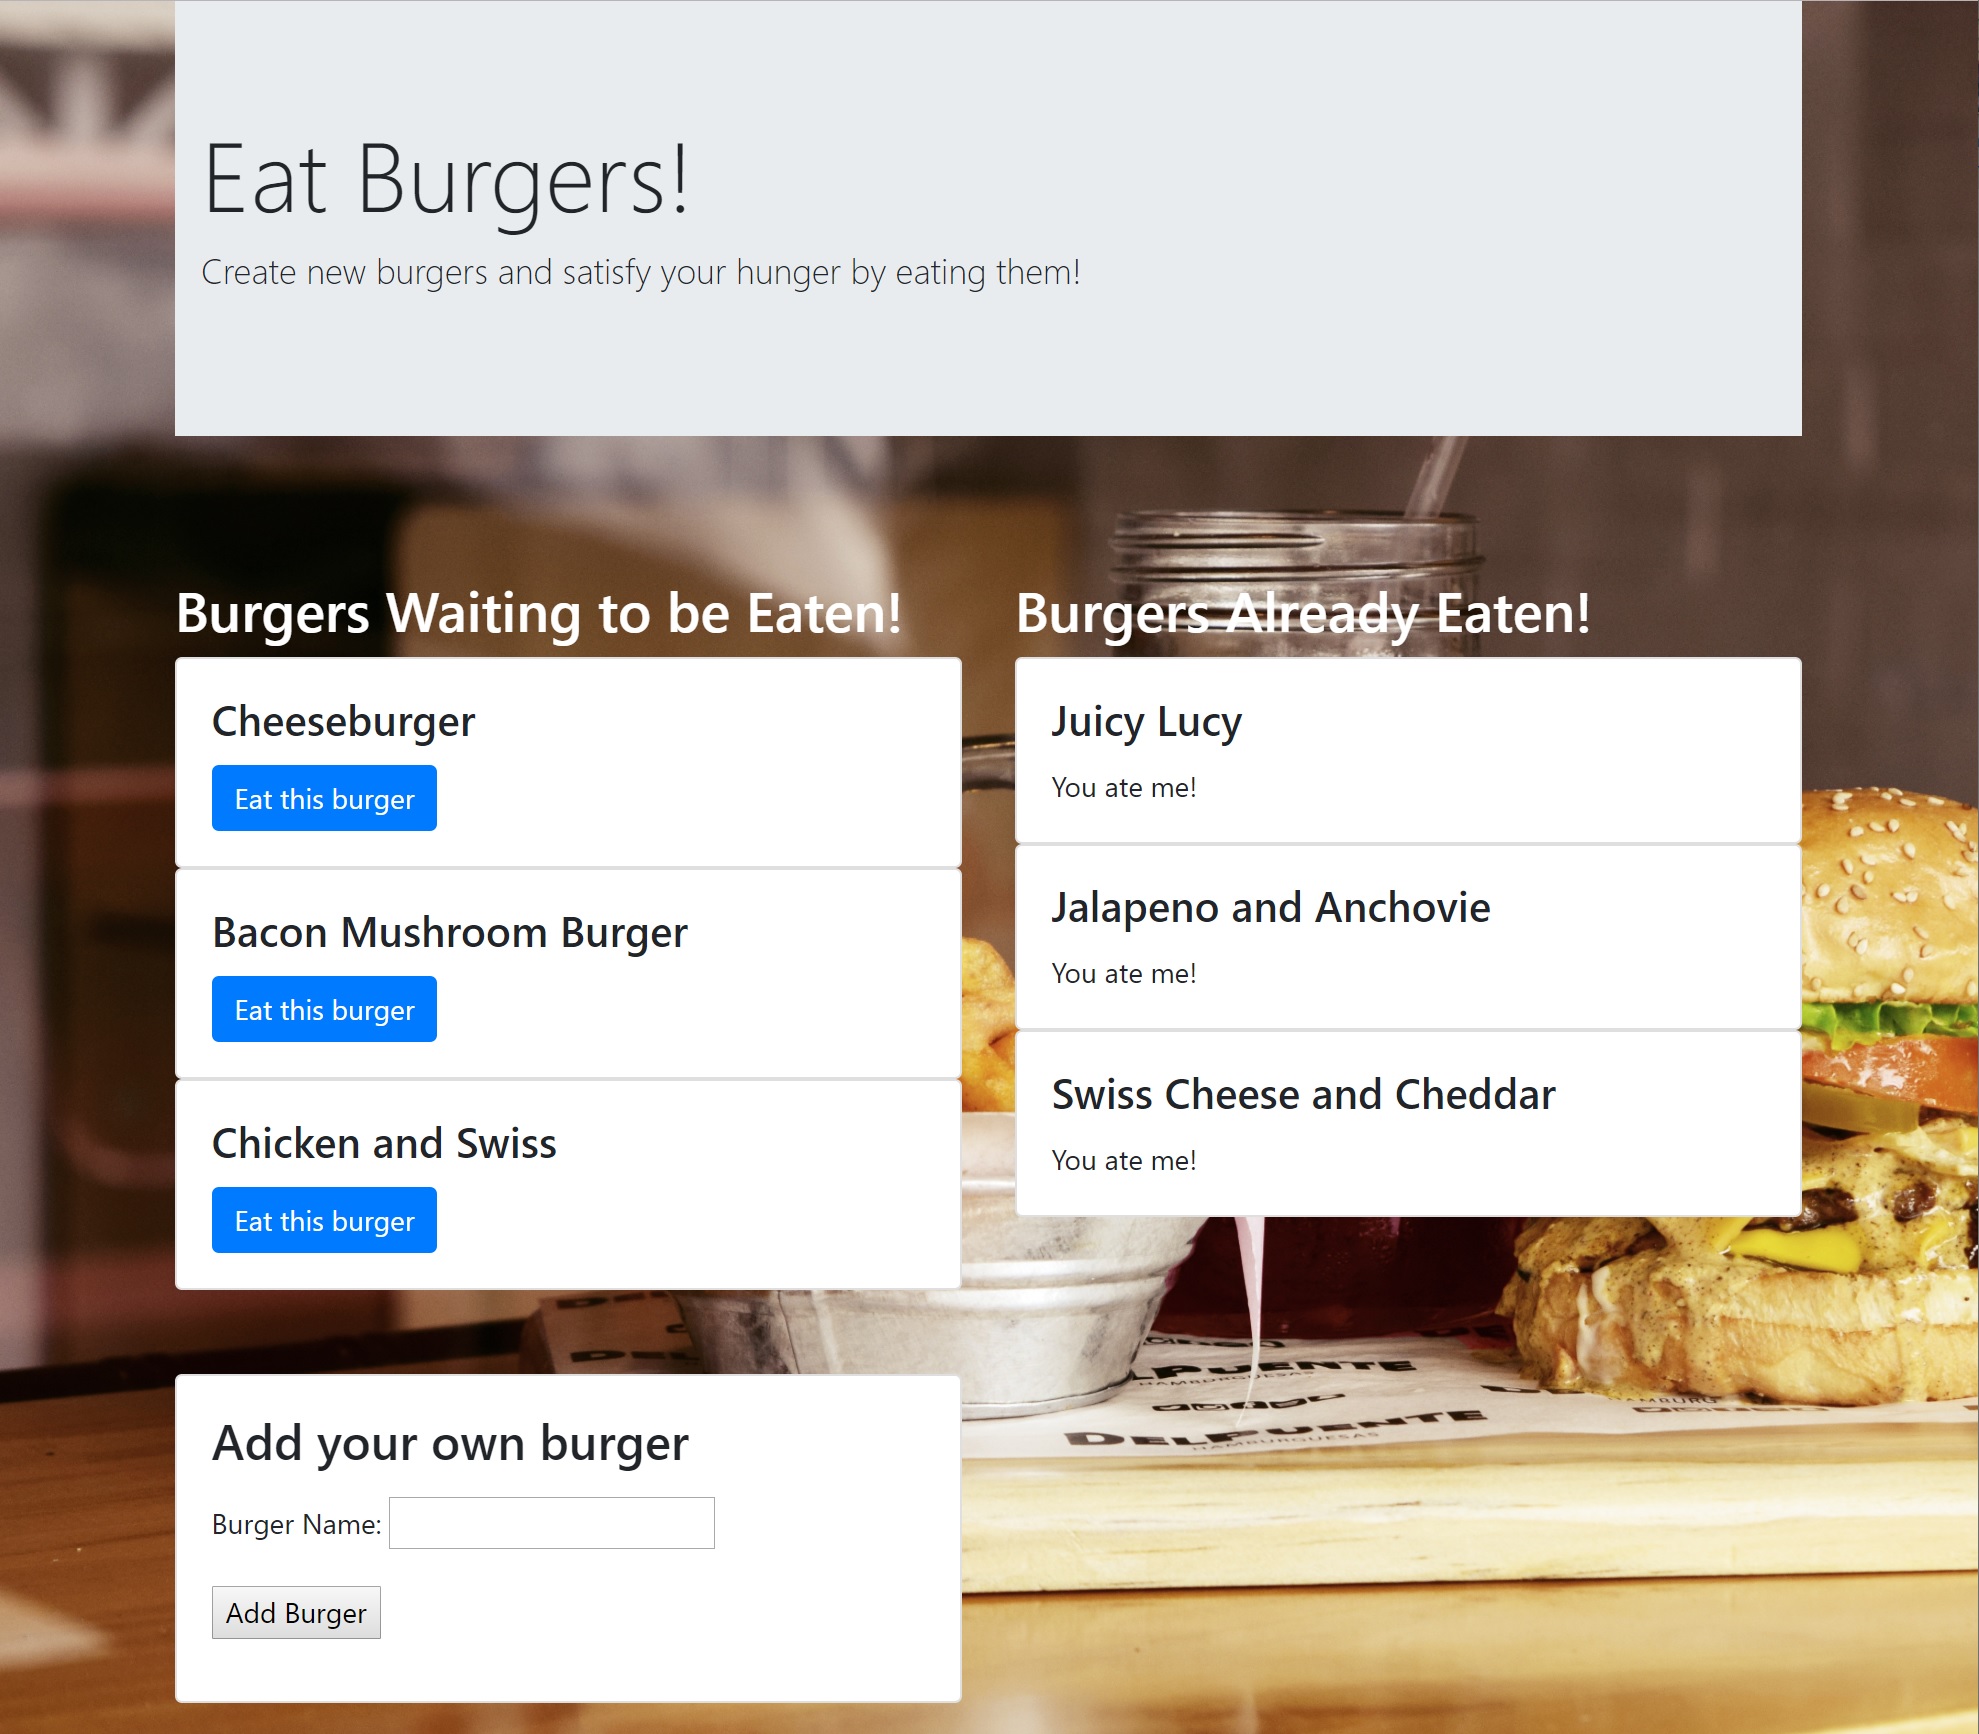 Eat Burgers!
Create new burgers and satisfy your hunger by eating them!
Burgers Waiting to be Eaten!
Cheeseburger
Eat this burger
Bacon Mushroom Burger
Eat this burger
Chicken and Swiss
Eat this burger
Burgers Already Eaten!
Juicy Lucy
You ate me!
Jalapeno and Anchovie
You ate me!
Swiss Cheese and Cheddar
You ate me!
Add your own burger
Burger Name:
Add Burger
DELPUENTE
HAMBURGUESAS